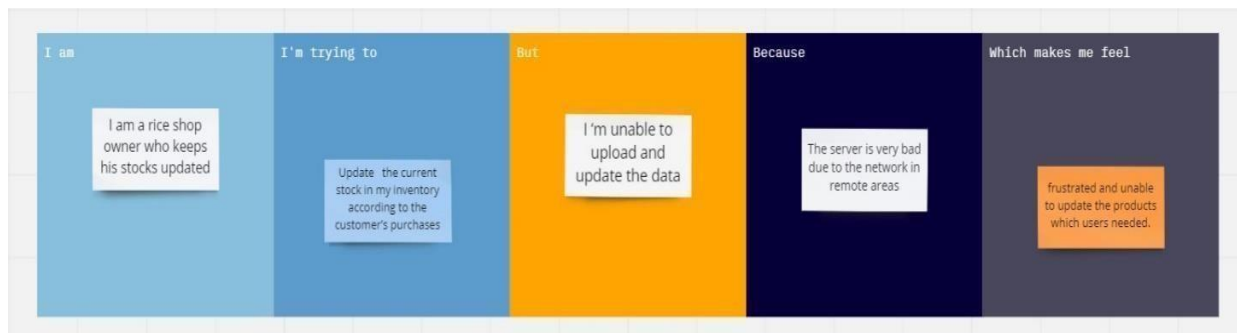 I am
I am a rice shop
owner who keeps
his stocks updated
I'm trying to
Update the current
stock in my inventory
according to the
customer's purchases
But
I 'm unable to
upload and
update the data
Because
The server is very bad
due to the network in
remote areas
Which makes me feel
frustrated and unable
to update the products
which users needed.